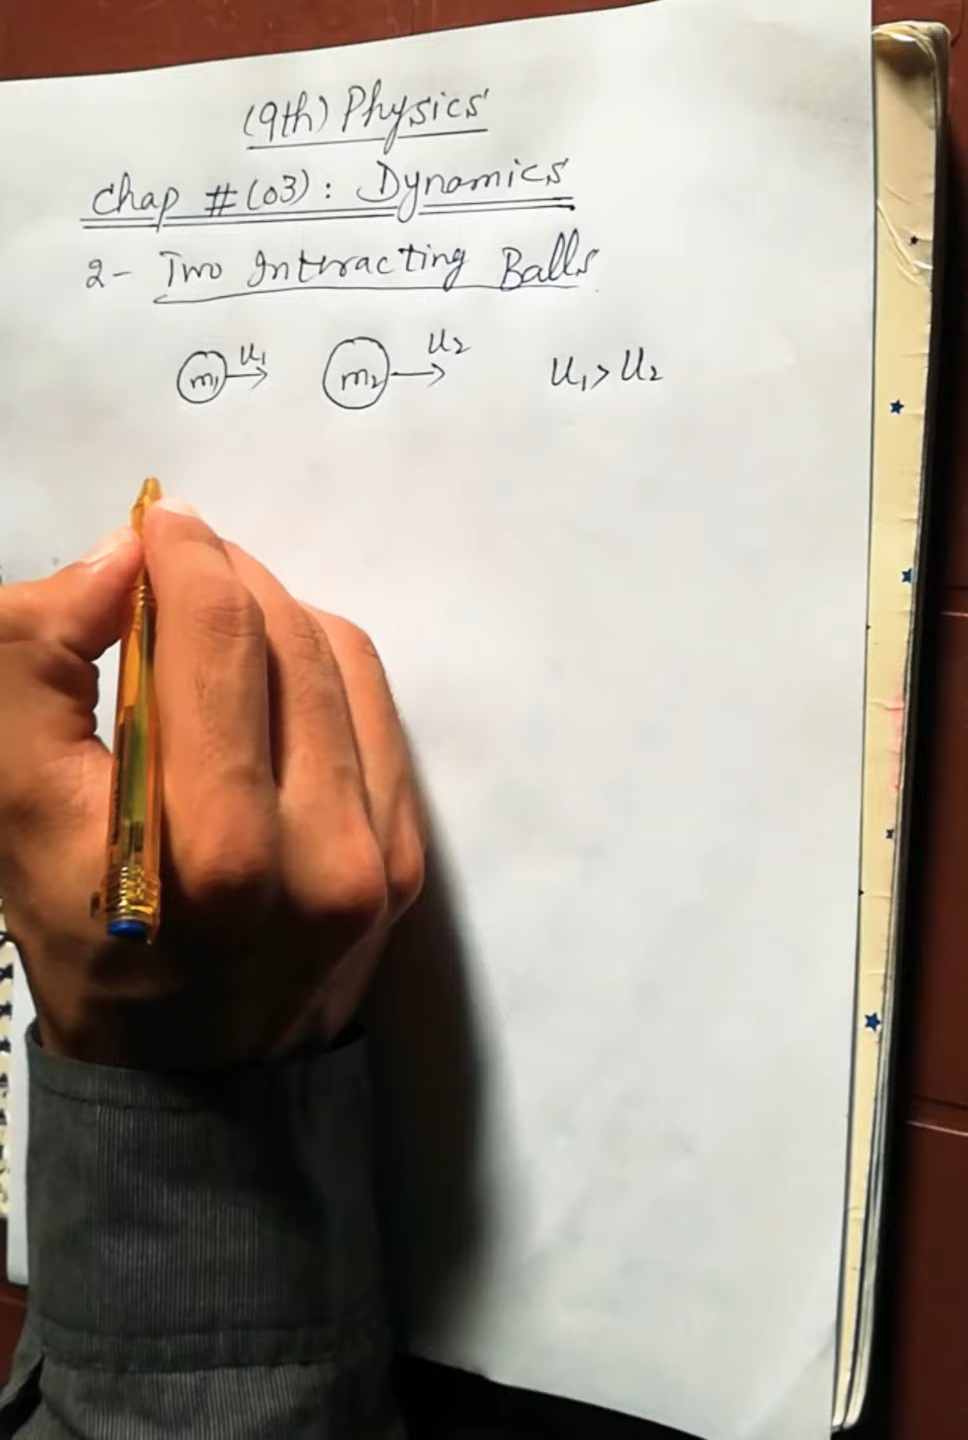 (9th) Physics
Chap # (03): Dynamics
2- Two Interacting Balls
m₁ U₁ m₂ U₂ U₁ > U₂